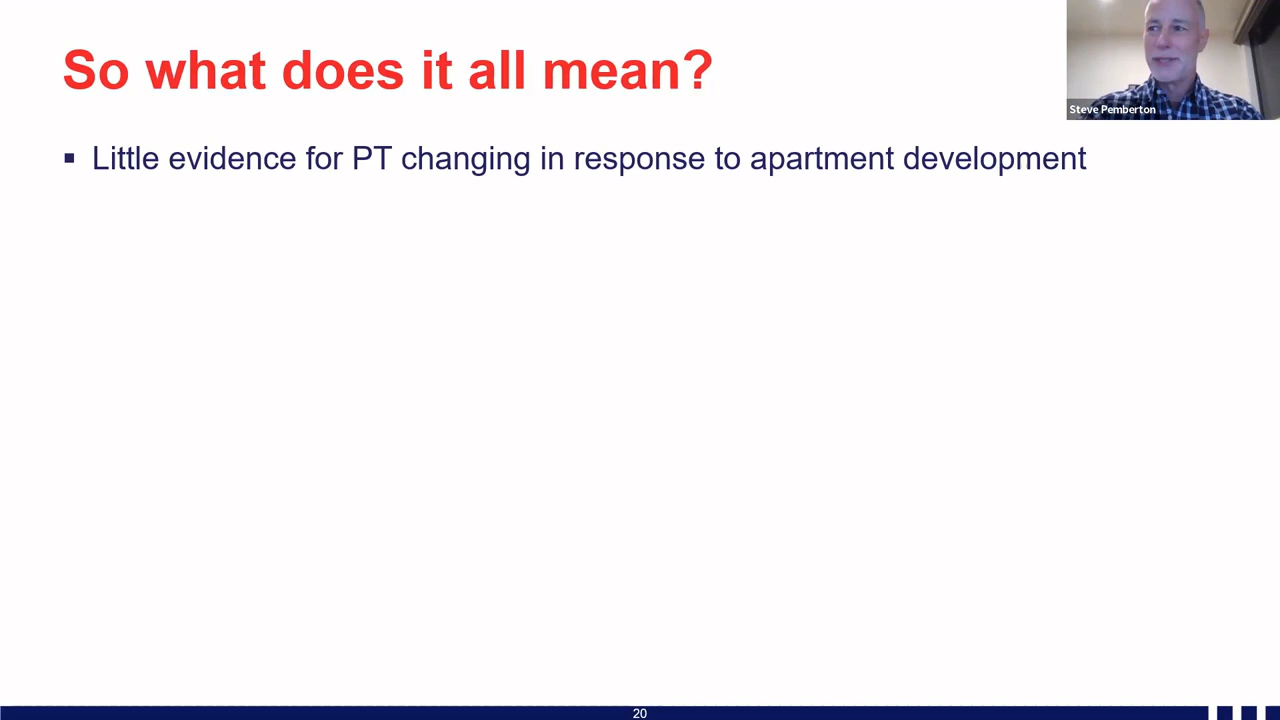 So what does it all mean?
Steve Pemberton
▪ Little evidence for PT changing in response to apartment development
20